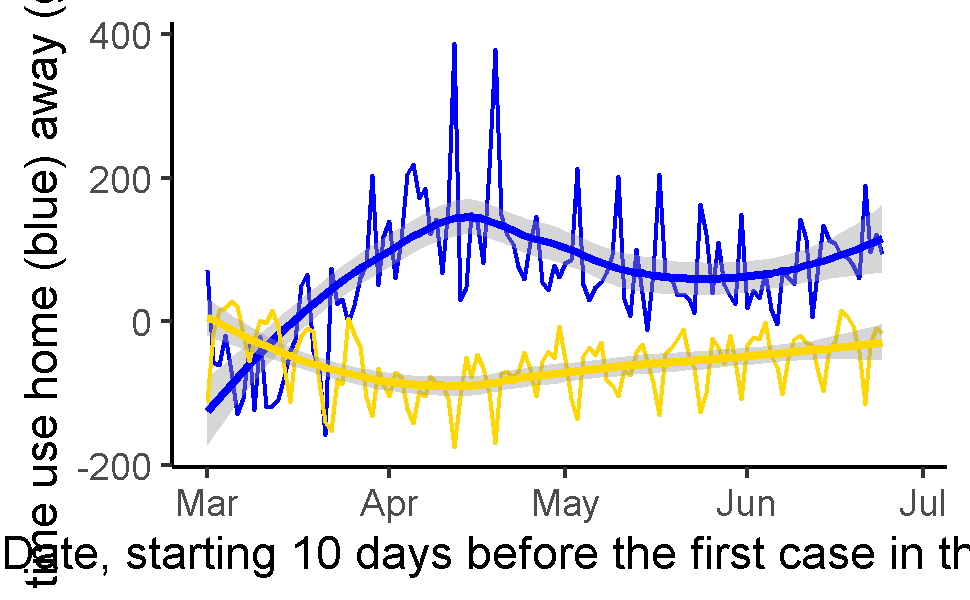 time use home (blue) away (
400
200
0
-200
Mar Apr May Jun Jul
Date, starting 10 days before the first case in th